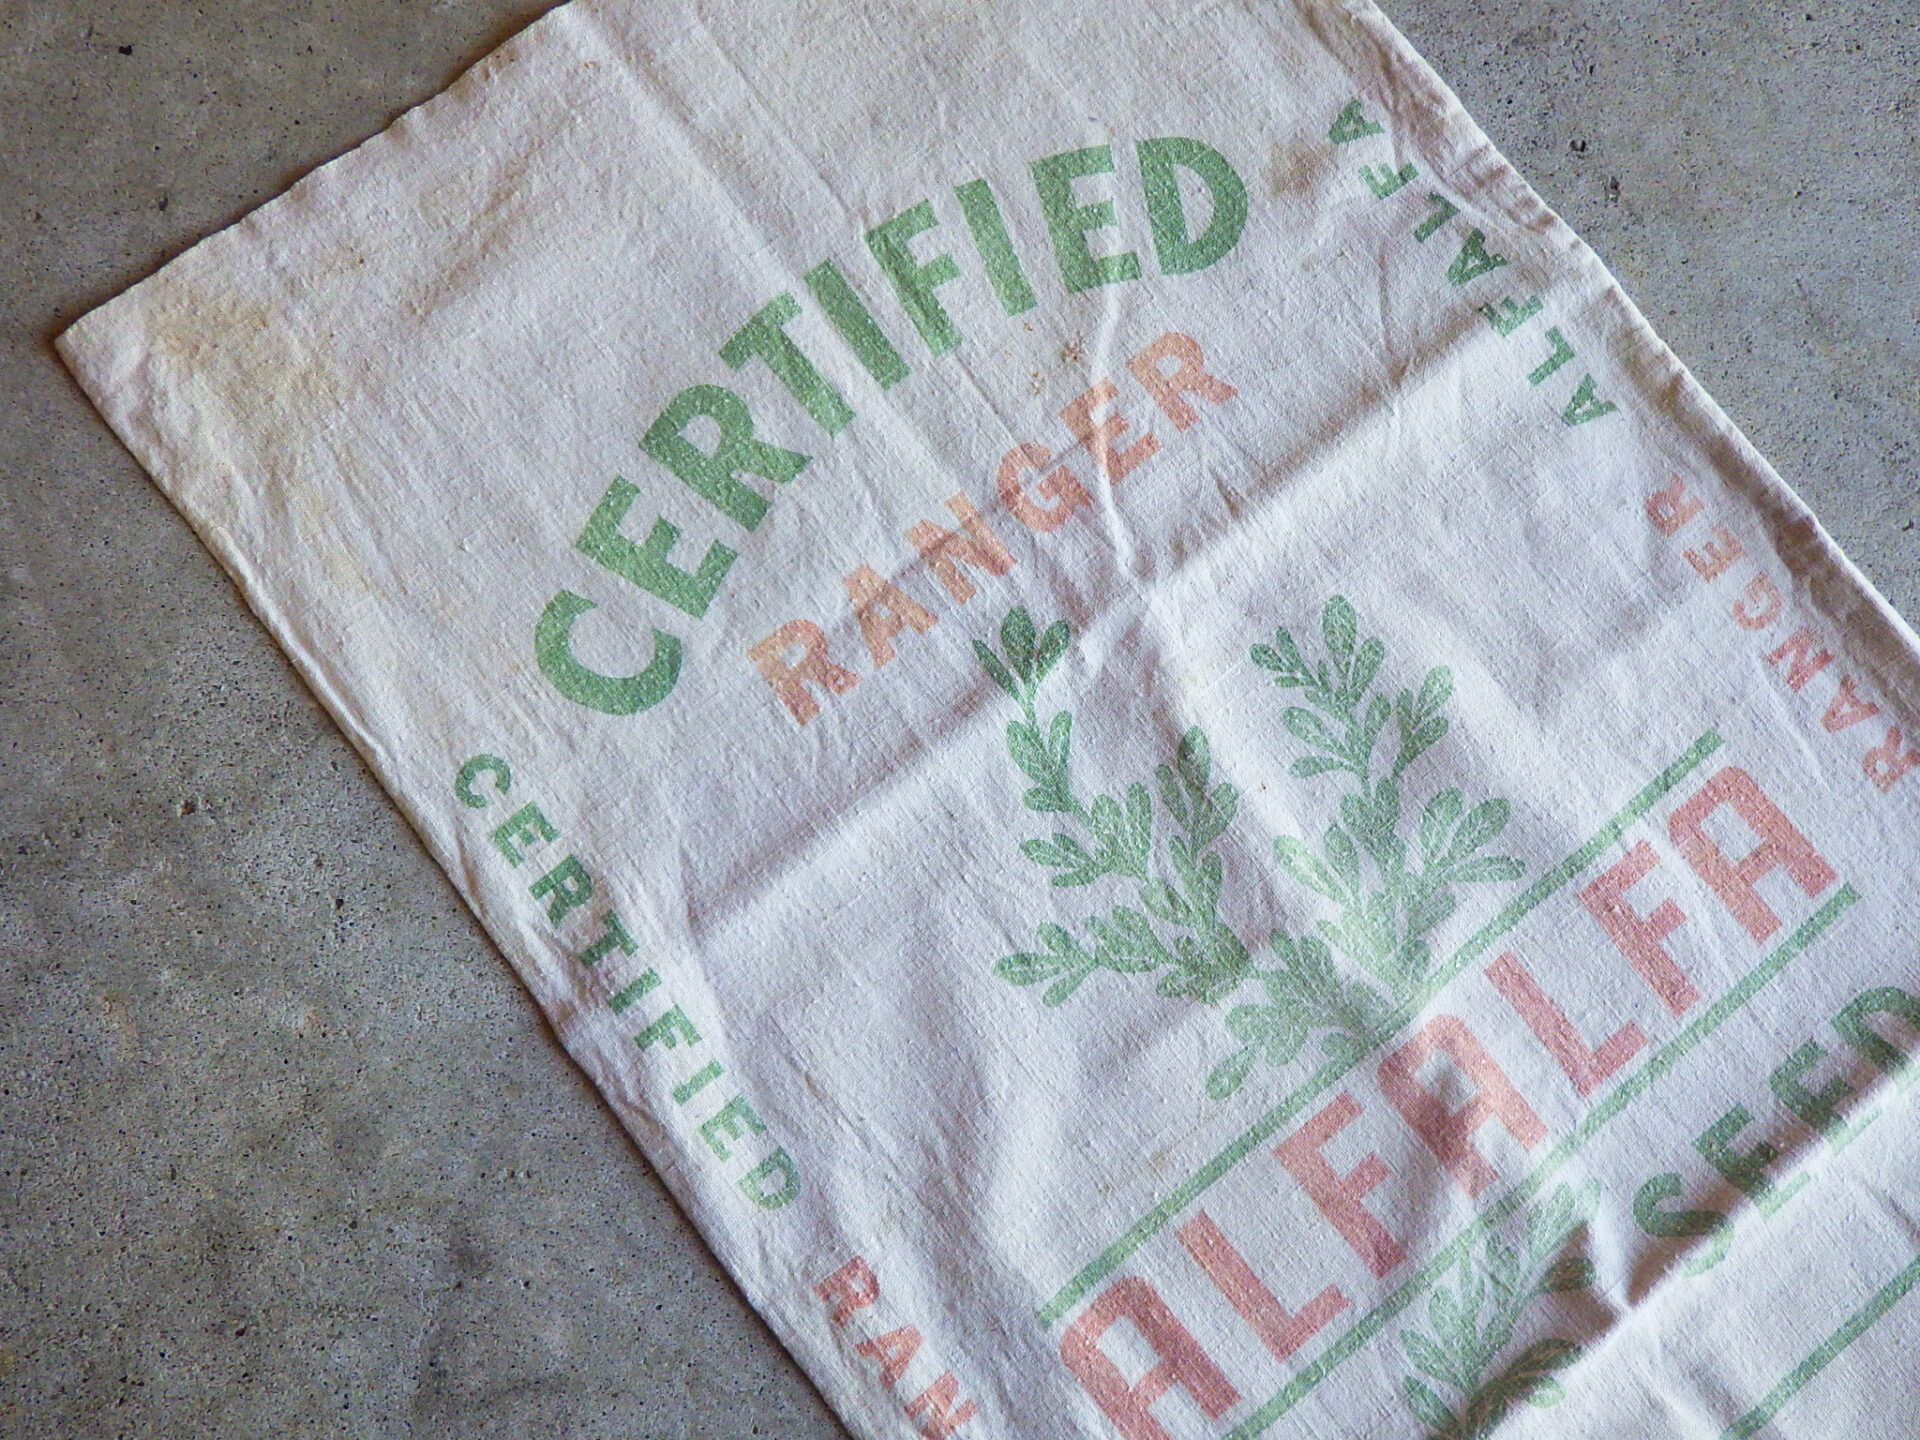 CERTIFIED
RANGER
ALFALFA
SEED
CERTIFIED
RAN
RANGER
ALFALFA